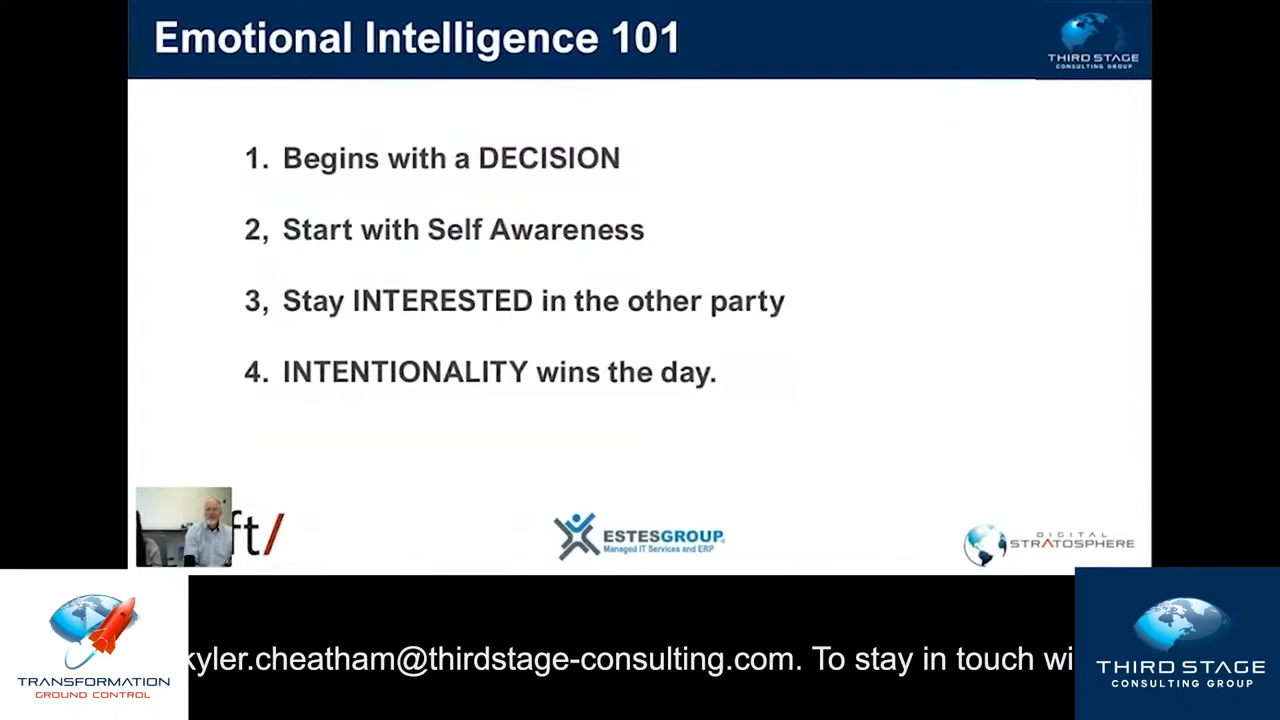 Emotional Intelligence 101
THIRD STAGE
CONSULTING GROUP
1. Begins with a DECISION
2, Start with Self Awareness
3, Stay INTERESTED in the other party
4. INTENTIONALITY wins the day.
ft/
ESTESGROUP
Managed IT Services and ERP
DIGITAL
STRATOSPHERE
TRANSFORMATION
GROUND CONTROL
kyler.cheatham@thirdstage-consulting.com. To stay in touch wi
THIRD STAGE
CONSULTING GROUP